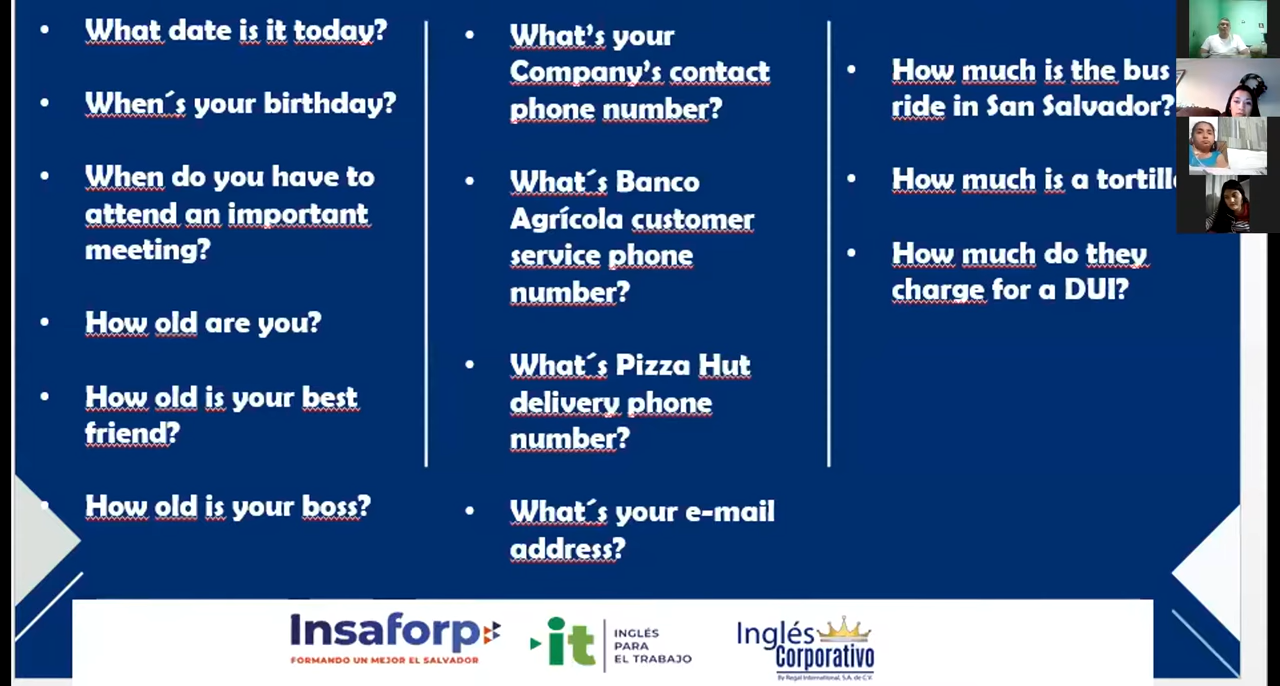 What date is it today?
When´s your birthday?
When do you have to
attend an important
meeting?
How old are you?
How old is your best
friend?
How old is your boss?
What’s your
Company’s contact
phone number?
What´s Banco
Agrícola customer
service phone
number?
What´s Pizza Hut
delivery phone
number?
What´s your e-mail
address?
How much is the bus
ride in San Salvador?
How much is a
How much do they
charge for a DUI?
Insaforp
FORMANDO UN MEJOR EL SALVADOR
it
INGLÉS
PARA
EL TRABAJO
Inglés
Corporativo
By Regal International, S.A. de C.V.